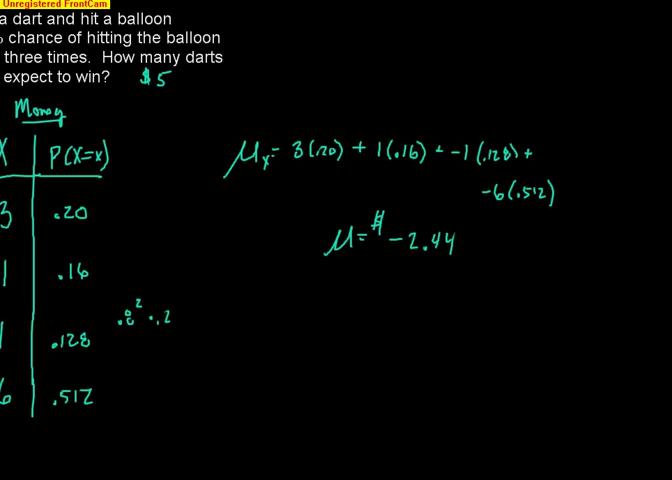 Unregistered FrontCam
a dart and hit a balloon
chance of hitting the balloon
three times. How many darts
expect to win? $5
Money
X P(X=x)
3 .20
1 .16
1 .128 .8² · .2
6 .512
μx = 3(.20) + 1(.16) + -1(.128) +
-6(.512)
μ = $ -2.44